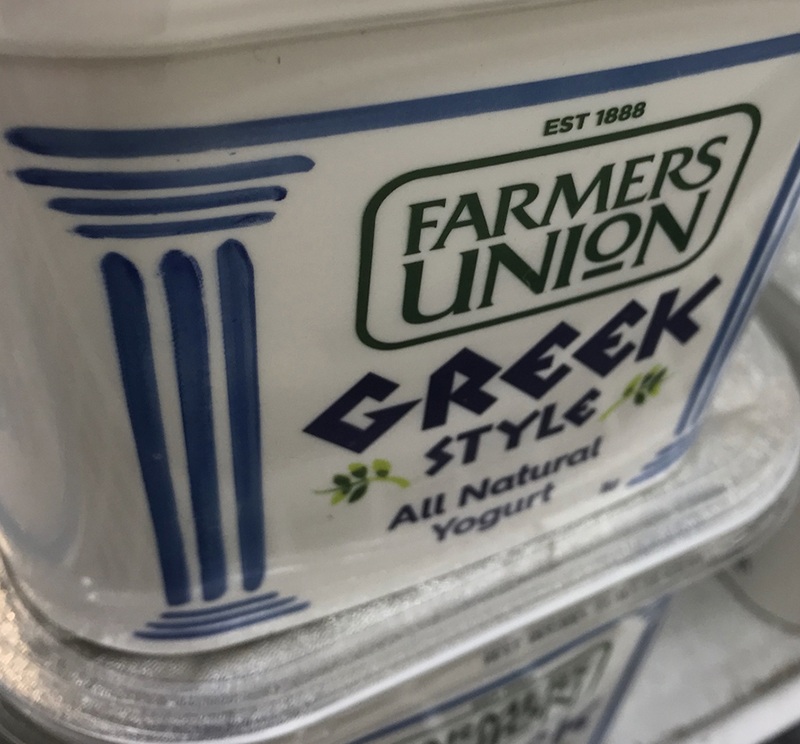 EST 1888
FARMERS
UNION
GREEK
STYLE
All Natural
Yogurt